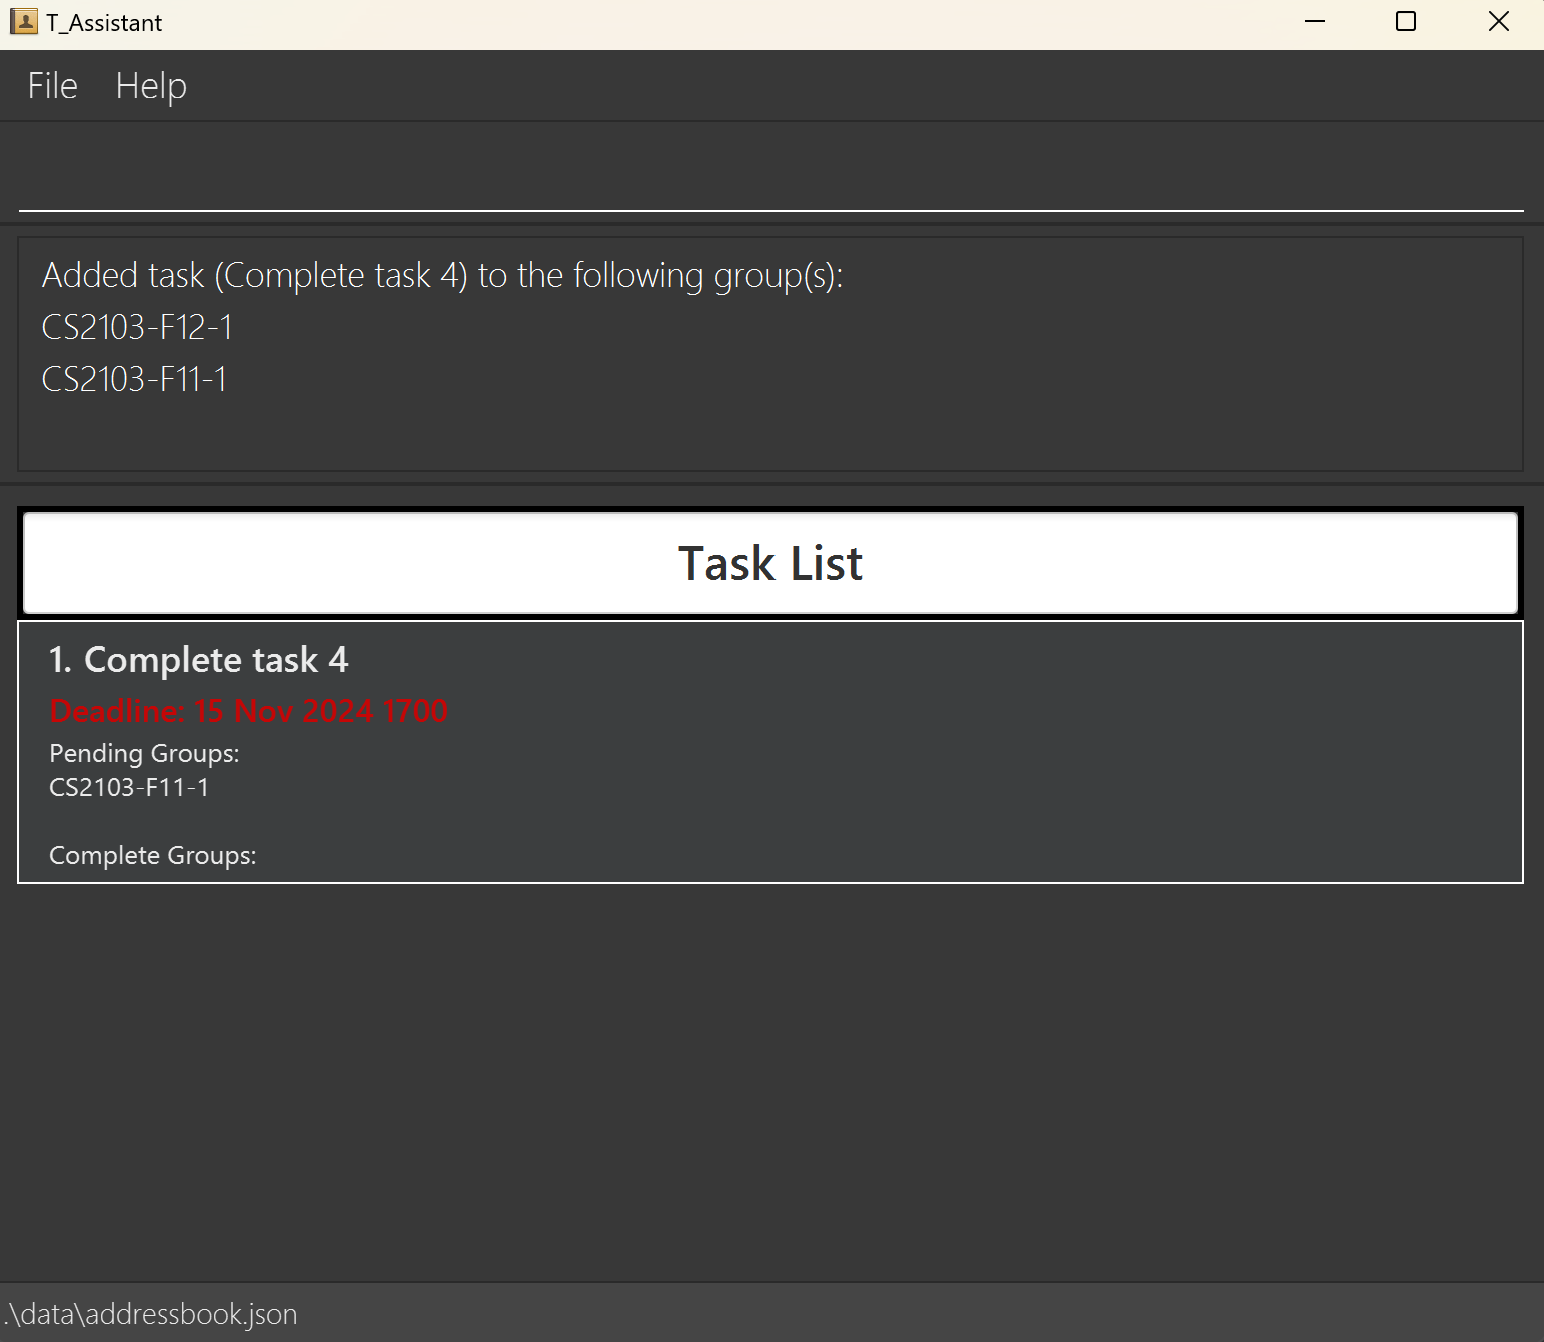 T_Assistant
File Help
Added task (Complete task 4) to the following group(s):
CS2103-F12-1
CS2103-F11-1
Task List
1. Complete task 4
Deadline: 15 Nov 2024 1700
Pending Groups:
CS2103-F11-1
Complete Groups:
.\data\addressbook.json